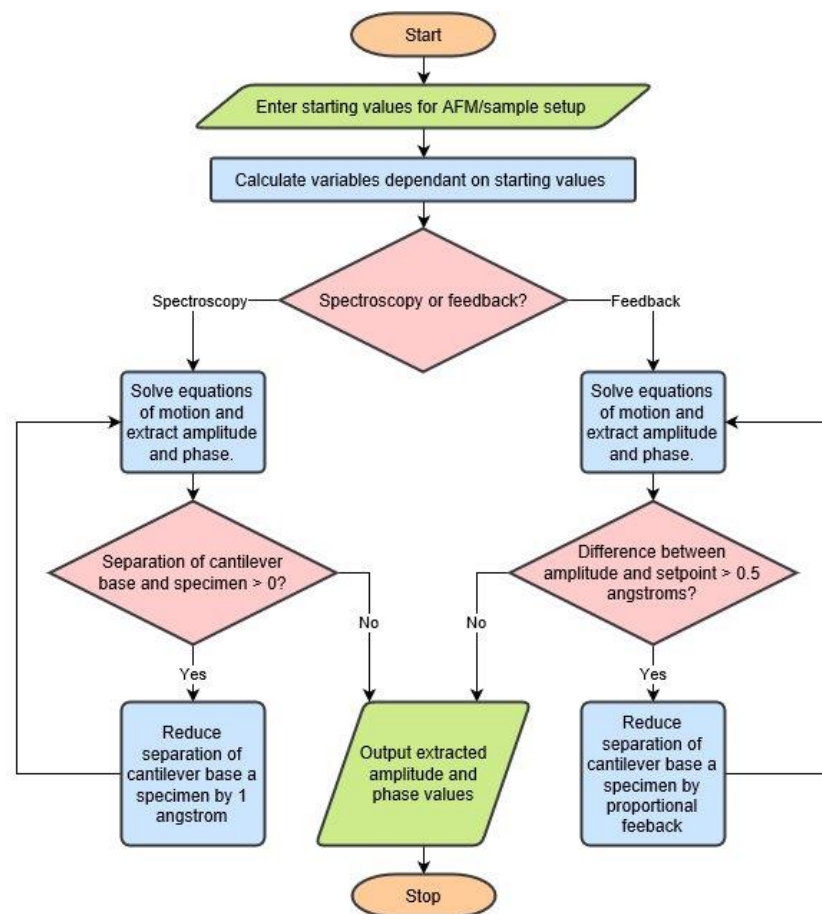 Start
Enter starting values for AFM/sample setup
Calculate variables dependant on starting values
Spectroscopy or feedback?
Spectroscopy
Feedback
Solve equations
of motion and
extract amplitude
and phase.
Solve equations
of motion and
extract amplitude
and phase.
Separation of cantilever
base and specimen > 0?
Difference between
amplitude and setpoint > 0.5
angstroms?
No
No
Yes
Yes
Reduce
separation of
cantilever base a
specimen by 1
angstrom
Output extracted
amplitude and
phase values
Reduce
separation of
cantilever base a
specimen by
proportional
feeback
Stop